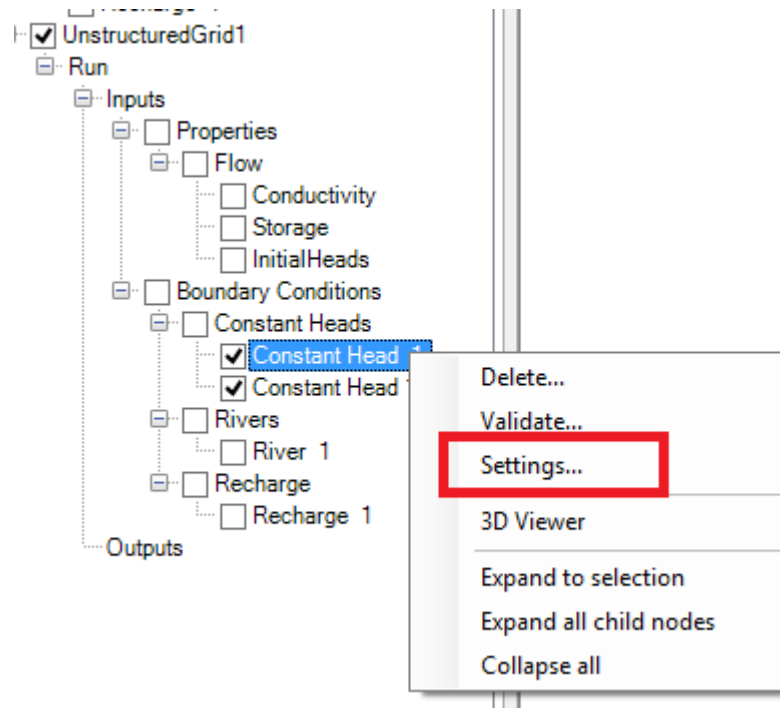 UnstructuredGrid1
Run
Inputs
Properties
Flow
Conductivity
Storage
InitialHeads
Boundary Conditions
Constant Heads
Constant Head 1
Constant Head
Rivers
River 1
Recharge
Recharge 1
Outputs
Delete...
Validate...
Settings...
3D Viewer
Expand to selection
Expand all child nodes
Collapse all